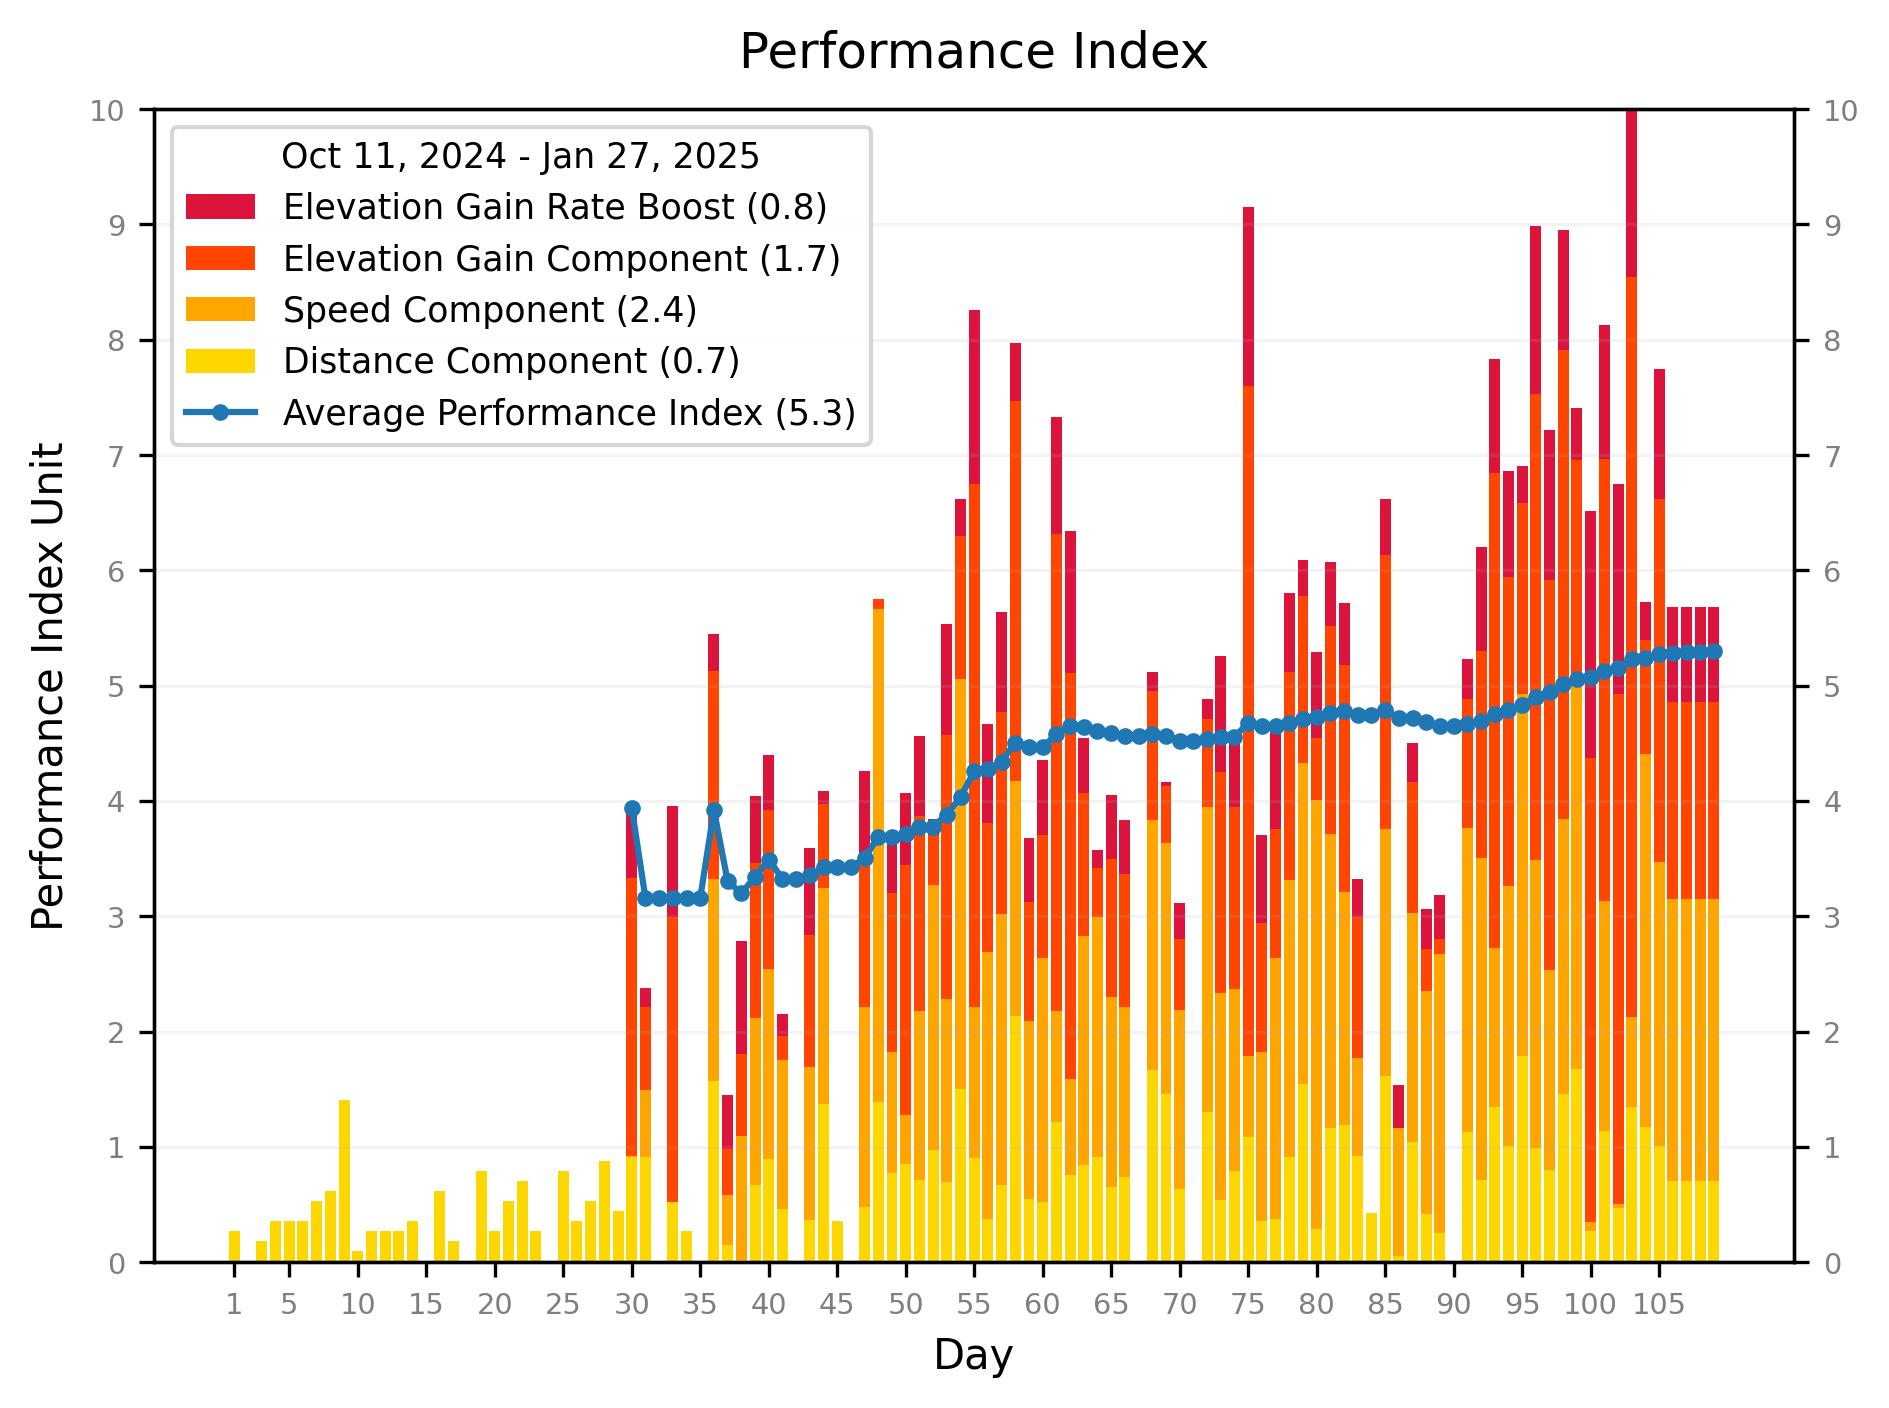 Performance Index
Oct 11, 2024 - Jan 27, 2025
Elevation Gain Rate Boost (0.8)
Elevation Gain Component (1.7)
Speed Component (2.4)
Distance Component (0.7)
Average Performance Index (5.3)
Performance Index Unit
10
9
8
7
6
5
4
3
2
1
0
10
9
8
7
6
5
4
3
2
1
0
1 5 10 15 20 25 30 35 40 45 50 55 60 65 70 75 80 85 90 95 100 105
Day